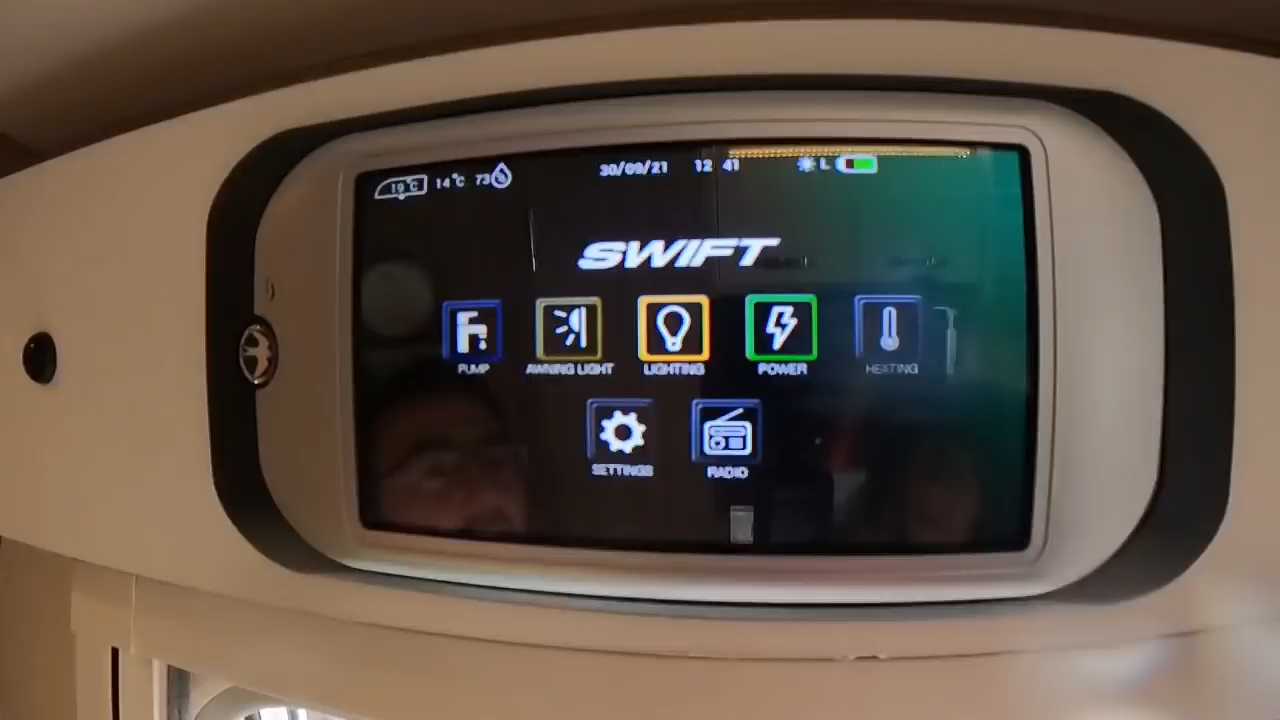 19°C 14°C 73% 30/09/21 12 41 L
SWIFT
PUMP AWNING LIGHT LIGHTING POWER HEATING
SETTINGS RADIO